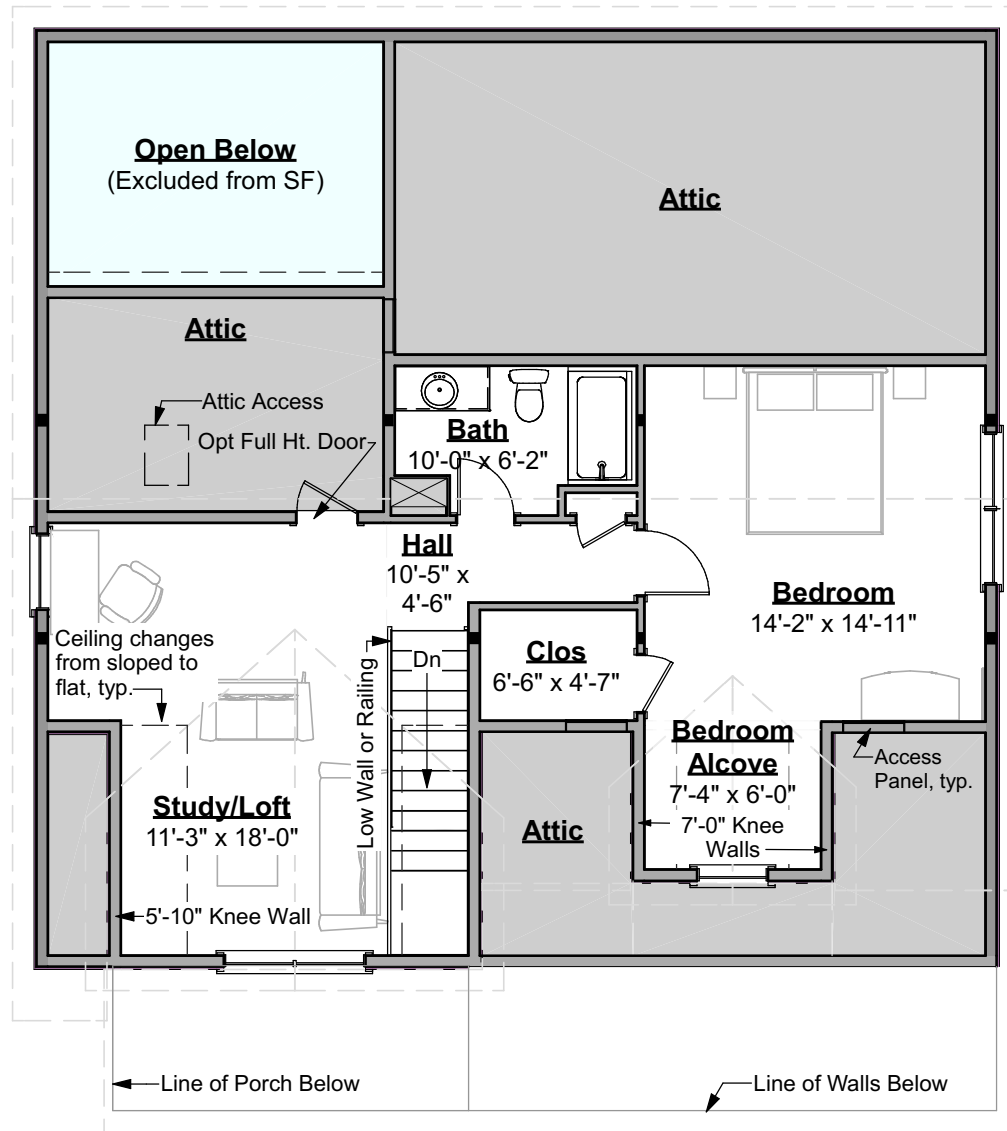 Open Below
(Excluded from SF)
Attic
Attic
Attic Access
Opt Full Ht. Door
Bath
10'-0" x 6'-2"
Hall
10'-5" x
4'-6"
Bedroom
14'-2" x 14'-11"
Ceiling changes
from sloped to
flat, typ.
Low Wall or Railing
Dn
Clos
6'-6" x 4'-7"
Bedroom
Alcove
7'-4" x 6'-0"
Access
Panel, typ.
Study/Loft
11'-3" x 18'-0"
Attic
7'-0" Knee
Walls
5'-10" Knee Wall
Line of Porch Below
Line of Walls Below